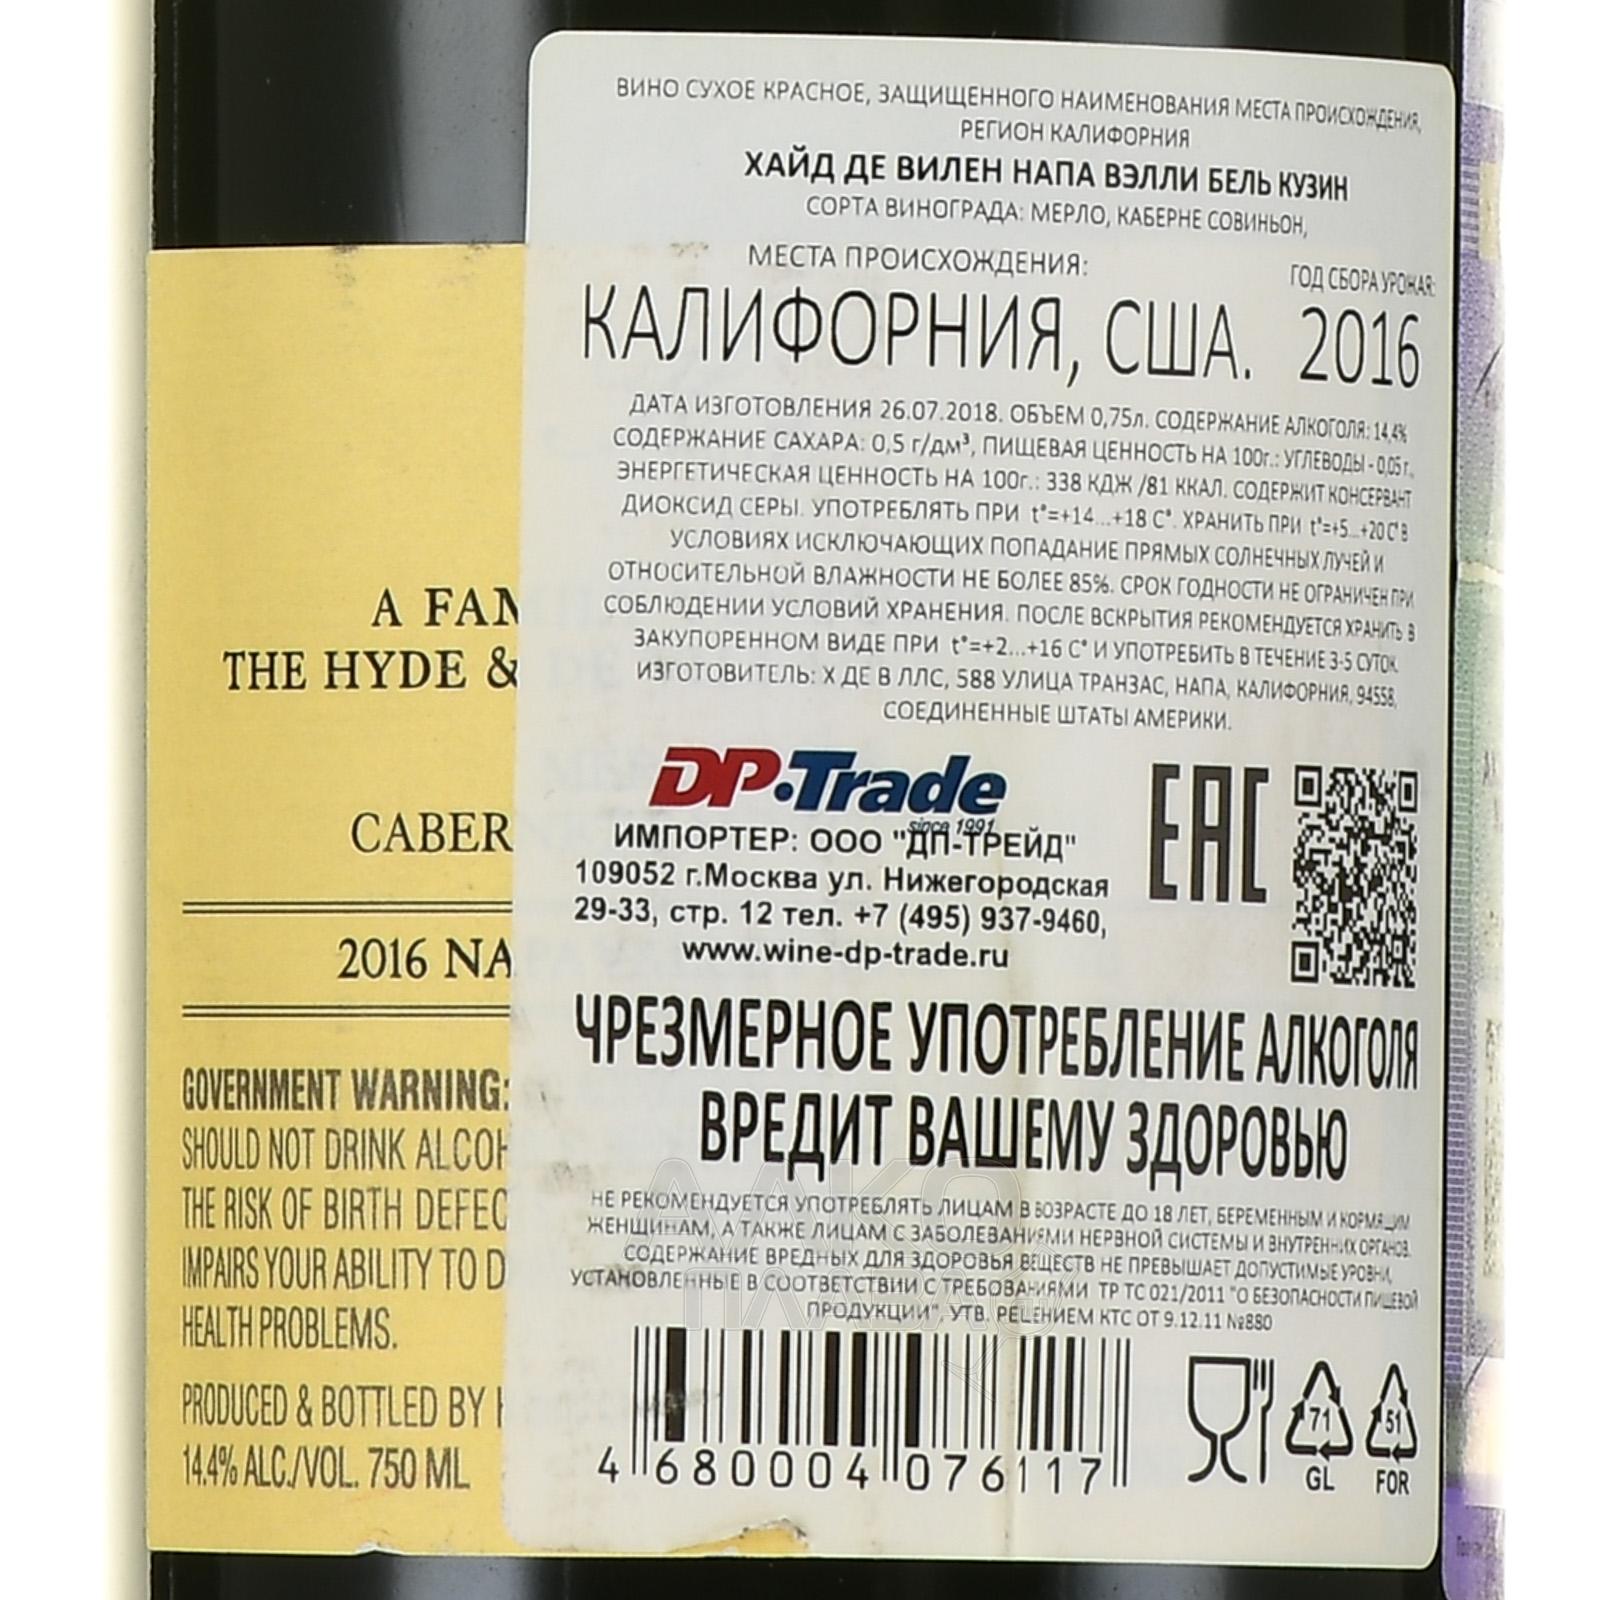 ВИНО СУХОЕ КРАСНОЕ, ЗАЩИЩЕННОГО НАИМЕНОВАНИЯ МЕСТА ПРОИСХОЖДЕНИЯ,
РЕГИОН КАЛИФОРНИЯ
ХАЙД ДЕ ВИЛЕН НАПА ВЭЛЛИ БЕЛЬ КУЗИН
СОРТА ВИНОГРАДА: МЕРЛО, КАБЕРНЕ СОВИНЬОН,
МЕСТА ПРОИСХОЖДЕНИЯ:
КАЛИФОРНИЯ, США.
ГОД СБОРА УРОЖАЯ:
2016
ДАТА ИЗГОТОВЛЕНИЯ 26.07.2018. ОБЪЕМ 0,75л. СОДЕРЖАНИЕ АЛКОГОЛЯ: 14,4%
СОДЕРЖАНИЕ САХАРА: 0,5 г/дм³, ПИЩЕВАЯ ЦЕННОСТЬ НА 100г.: УГЛЕВОДЫ - 0,05 г.,
ЭНЕРГЕТИЧЕСКАЯ ЦЕННОСТЬ НА 100г.: 338 КДЖ /81 ККАЛ. СОДЕРЖИТ КОНСЕРВАНТ
ДИОКСИД СЕРЫ. УПОТРЕБЛЯТЬ ПРИ t°=+14...+18 С°. ХРАНИТЬ ПРИ t°=+5...+20 С° В
УСЛОВИЯХ ИСКЛЮЧАЮЩИХ ПОПАДАНИЕ ПРЯМЫХ СОЛНЕЧНЫХ ЛУЧЕЙ И
ОТНОСИТЕЛЬНОЙ ВЛАЖНОСТИ НЕ БОЛЕЕ 85%. СРОК ГОДНОСТИ НЕ ОГРАНИЧЕН ПРИ
СОБЛЮДЕНИИ УСЛОВИЙ ХРАНЕНИЯ. ПОСЛЕ ВСКРЫТИЯ РЕКОМЕНДУЕТСЯ ХРАНИТЬ В
ЗАКУПОРЕННОМ ВИДЕ ПРИ t°=+2...+16 С° И УПОТРЕБИТЬ В ТЕЧЕНИЕ 3-5 СУТОК.
ИЗГОТОВИТЕЛЬ: Х ДЕ В ЛЛС, 588 УЛИЦА ТРАНЗАС, НАПА, КАЛИФОРНИЯ, 94558,
СОЕДИНЕННЫЕ ШТАТЫ АМЕРИКИ.
DP·Trade
since 1991
ИМПОРТЕР: ООО "ДП-ТРЕЙД"
109052 г.Москва ул. Нижегородская
29-33, стр. 12 тел. +7 (495) 937-9460,
www.wine-dp-trade.ru
ЕАС
ЧРЕЗМЕРНОЕ УПОТРЕБЛЕНИЕ АЛКОГОЛЯ
ВРЕДИТ ВАШЕМУ ЗДОРОВЬЮ
НЕ РЕКОМЕНДУЕТСЯ УПОТРЕБЛЯТЬ ЛИЦАМ В ВОЗРАСТЕ ДО 18 ЛЕТ, БЕРЕМЕННЫМ И КОРМЯЩИМ
ЖЕНЩИНАМ, А ТАКЖЕ ЛИЦАМ С ЗАБОЛЕВАНИЯМИ НЕРВНОЙ СИСТЕМЫ И ВНУТРЕННИХ ОРГАНОВ.
СОДЕРЖАНИЕ ВРЕДНЫХ ДЛЯ ЗДОРОВЬЯ ВЕЩЕСТВ НЕ ПРЕВЫШАЕТ ДОПУСТИМЫЕ УРОВНИ,
УСТАНОВЛЕННЫЕ В СООТВЕТСТВИИ С ТРЕБОВАНИЯМИ ТР ТС 021/2011 "О БЕЗОПАСНОСТИ ПИЩЕВОЙ
ПРОДУКЦИИ", УТВ. РЕШЕНИЕМ КТС ОТ 9.12.11 №880
4 680004 076117
71
GL
51
FOR
A FAM
THE HYDE &
CABER
2016 NA
GOVERNMENT WARNING:
SHOULD NOT DRINK ALCOH
THE RISK OF BIRTH DEFEC
IMPAIRS YOUR ABILITY TO D
HEALTH PROBLEMS.
PRODUCED & BOTTLED BY H
14.4% ALC./VOL. 750 ML